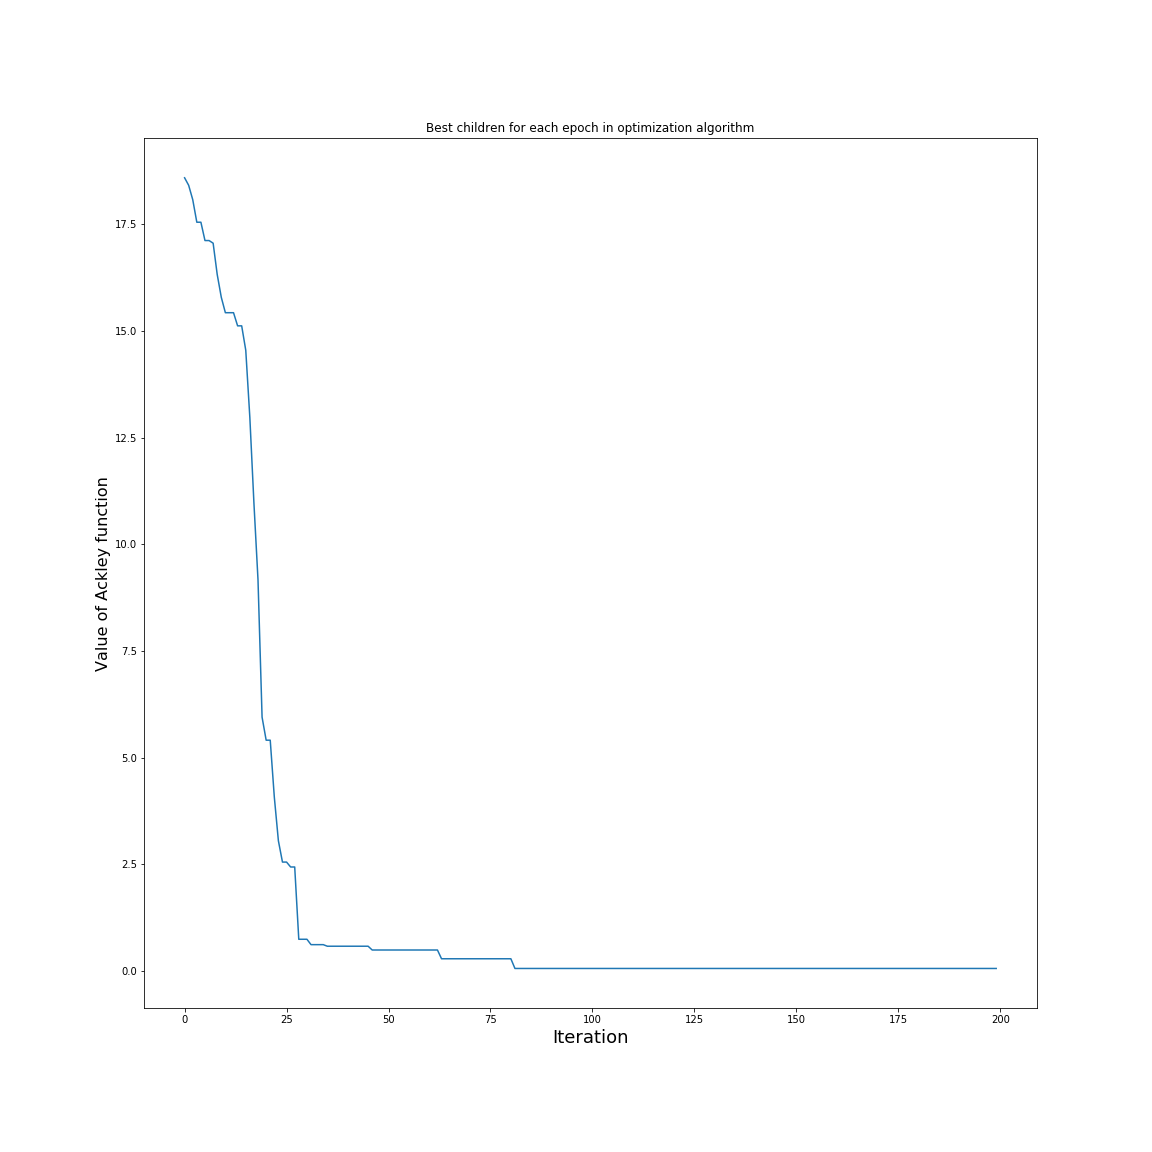 Best children for each epoch in optimization algorithm
Value of Ackley function
17.5
15.0
12.5
10.0
7.5
5.0
2.5
0.0
0 25 50 75 100 125 150 175 200
Iteration